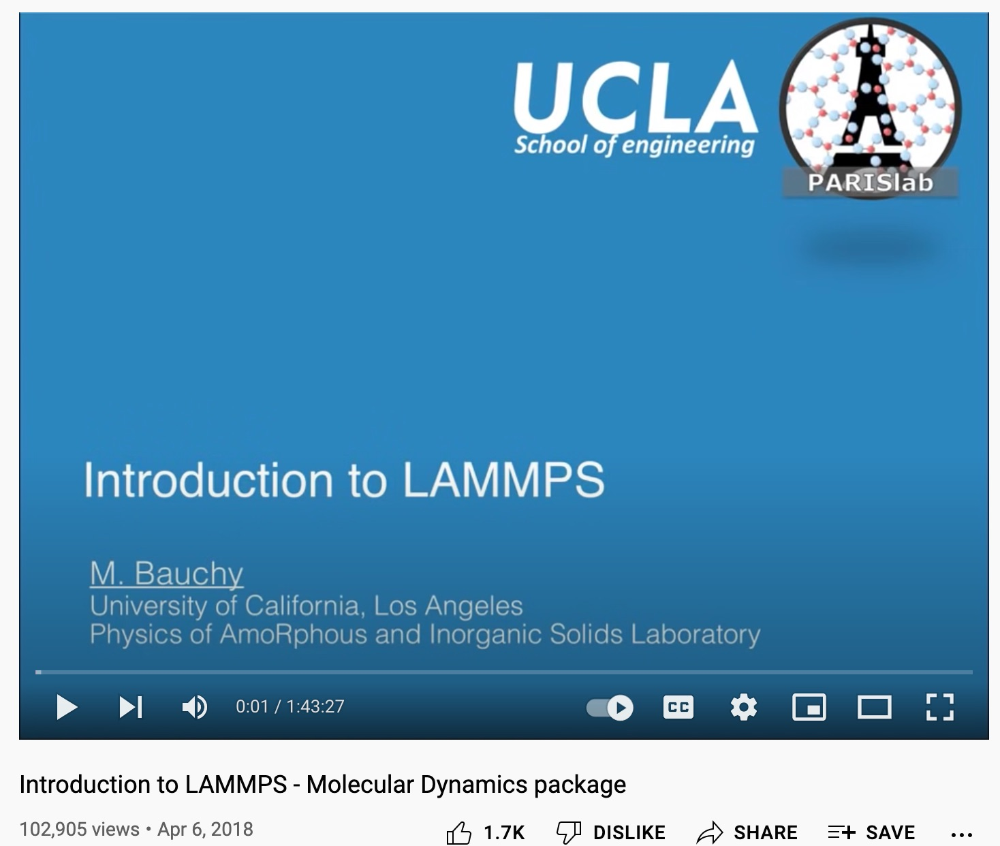 UCLA
School of engineering
PARISlab
Introduction to LAMMPS
M. Bauchy
University of California, Los Angeles
Physics of AmoRphous and Inorganic Solids Laboratory
0:01 / 1:43:27
CC
Introduction to LAMMPS - Molecular Dynamics package
102,905 views • Apr 6, 2018
1.7K DISLIKE SHARE SAVE ...